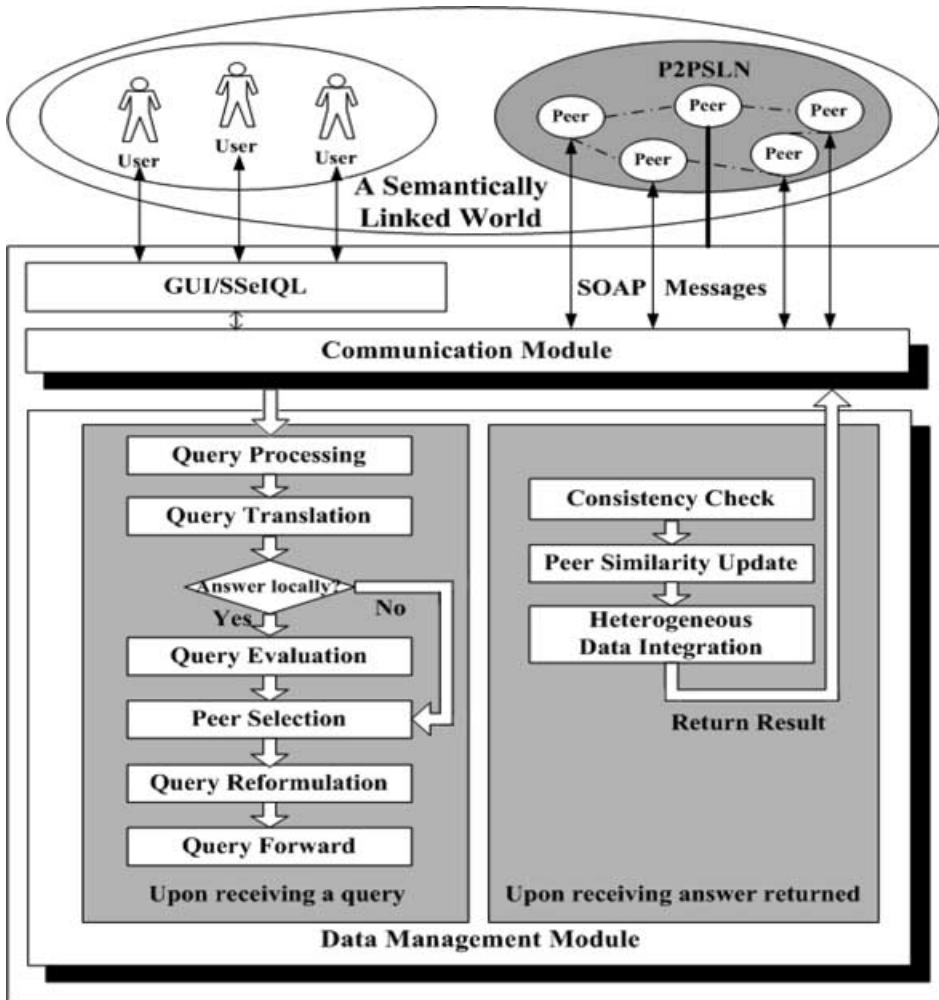 P2PSLN
Peer
Peer
Peer
Peer
Peer
User
User
User
A Semantically
Linked World
GUI/SSeIQL
SOAP Messages
Communication Module
Query Processing
Query Translation
Answer locally?
Yes
No
Query Evaluation
Peer Selection
Query Reformulation
Query Forward
Upon receiving a query
Consistency Check
Peer Similarity Update
Heterogeneous
Data Integration
Return Result
Upon receiving answer returned
Data Management Module